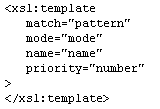 <xsl:template
match="pattern"
mode="mode"
name="name"
priority="number"
>
</xsl:template>